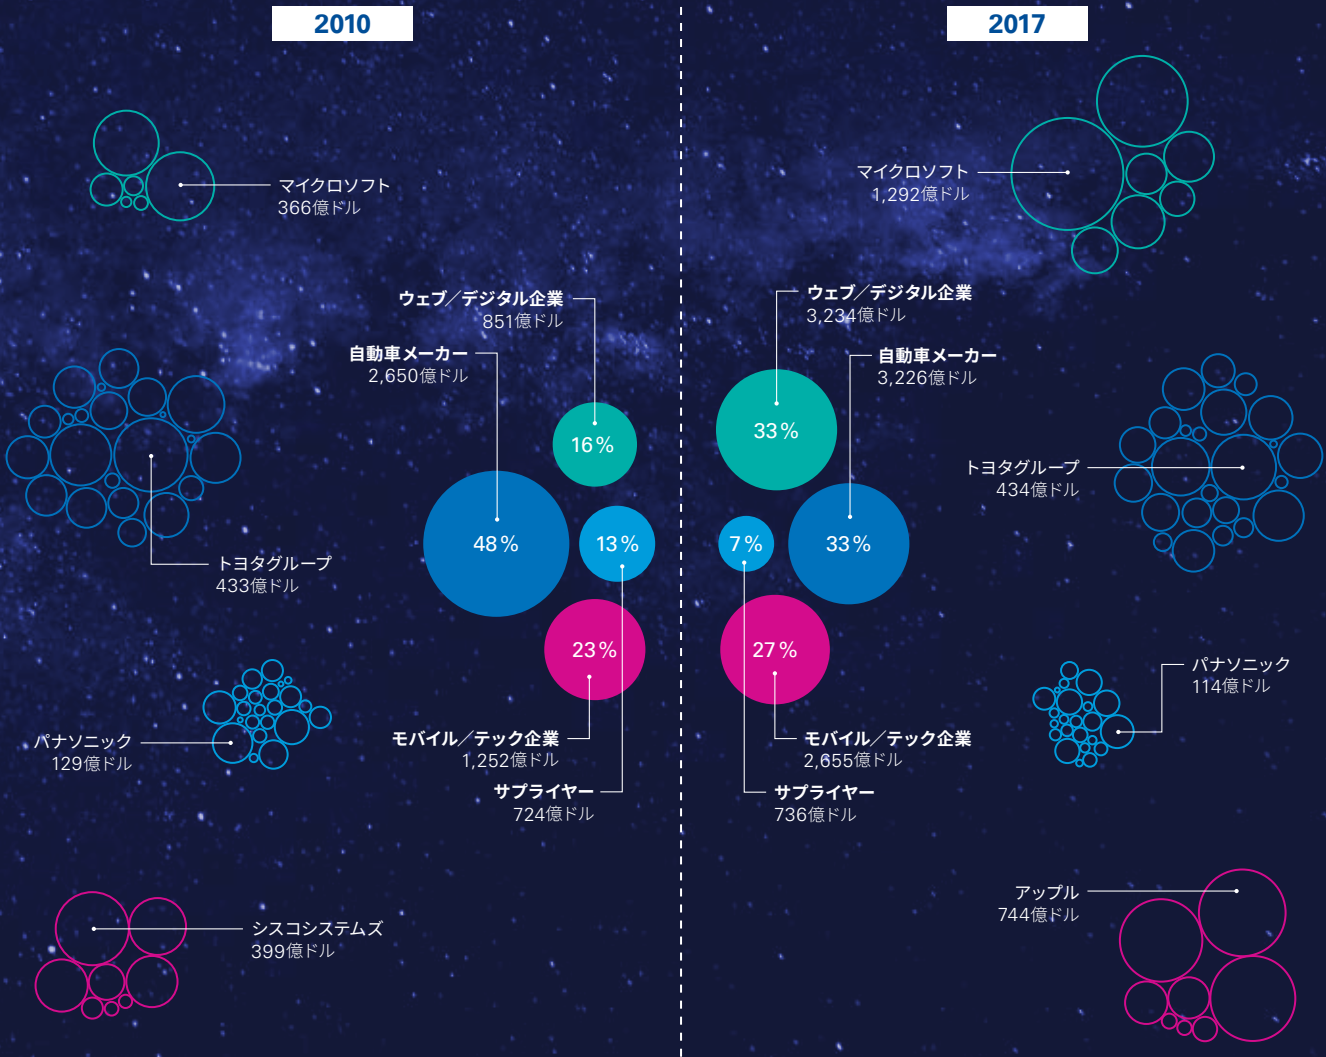 2010
マイクロソフト
366億ドル
ウェブ／デジタル企業
851億ドル
自動車メーカー
2,650億ドル
16%
48%
13%
23%
トヨタグループ
433億ドル
パナソニック
129億ドル
モバイル／テック企業
1,252億ドル
サプライヤー
724億ドル
シスコシステムズ
399億ドル
2017
マイクロソフト
1,292億ドル
ウェブ／デジタル企業
3,234億ドル
自動車メーカー
3,226億ドル
33%
7%
33%
27%
トヨタグループ
434億ドル
パナソニック
114億ドル
モバイル／テック企業
2,655億ドル
サプライヤー
736億ドル
アップル
744億ドル